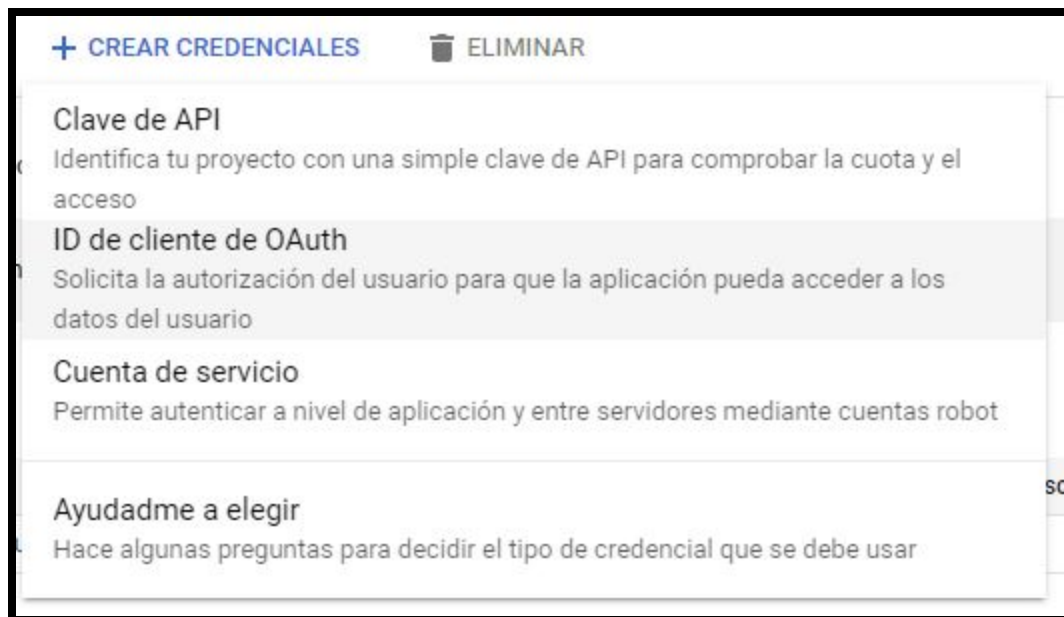 + CREAR CREDENCIALES ELIMINAR
Clave de API
Identifica tu proyecto con una simple clave de API para comprobar la cuota y el
acceso
ID de cliente de OAuth
Solicita la autorización del usuario para que la aplicación pueda acceder a los
datos del usuario
Cuenta de servicio
Permite autenticar a nivel de aplicación y entre servidores mediante cuentas robot
Ayudadme a elegir
Hace algunas preguntas para decidir el tipo de credencial que se debe usar